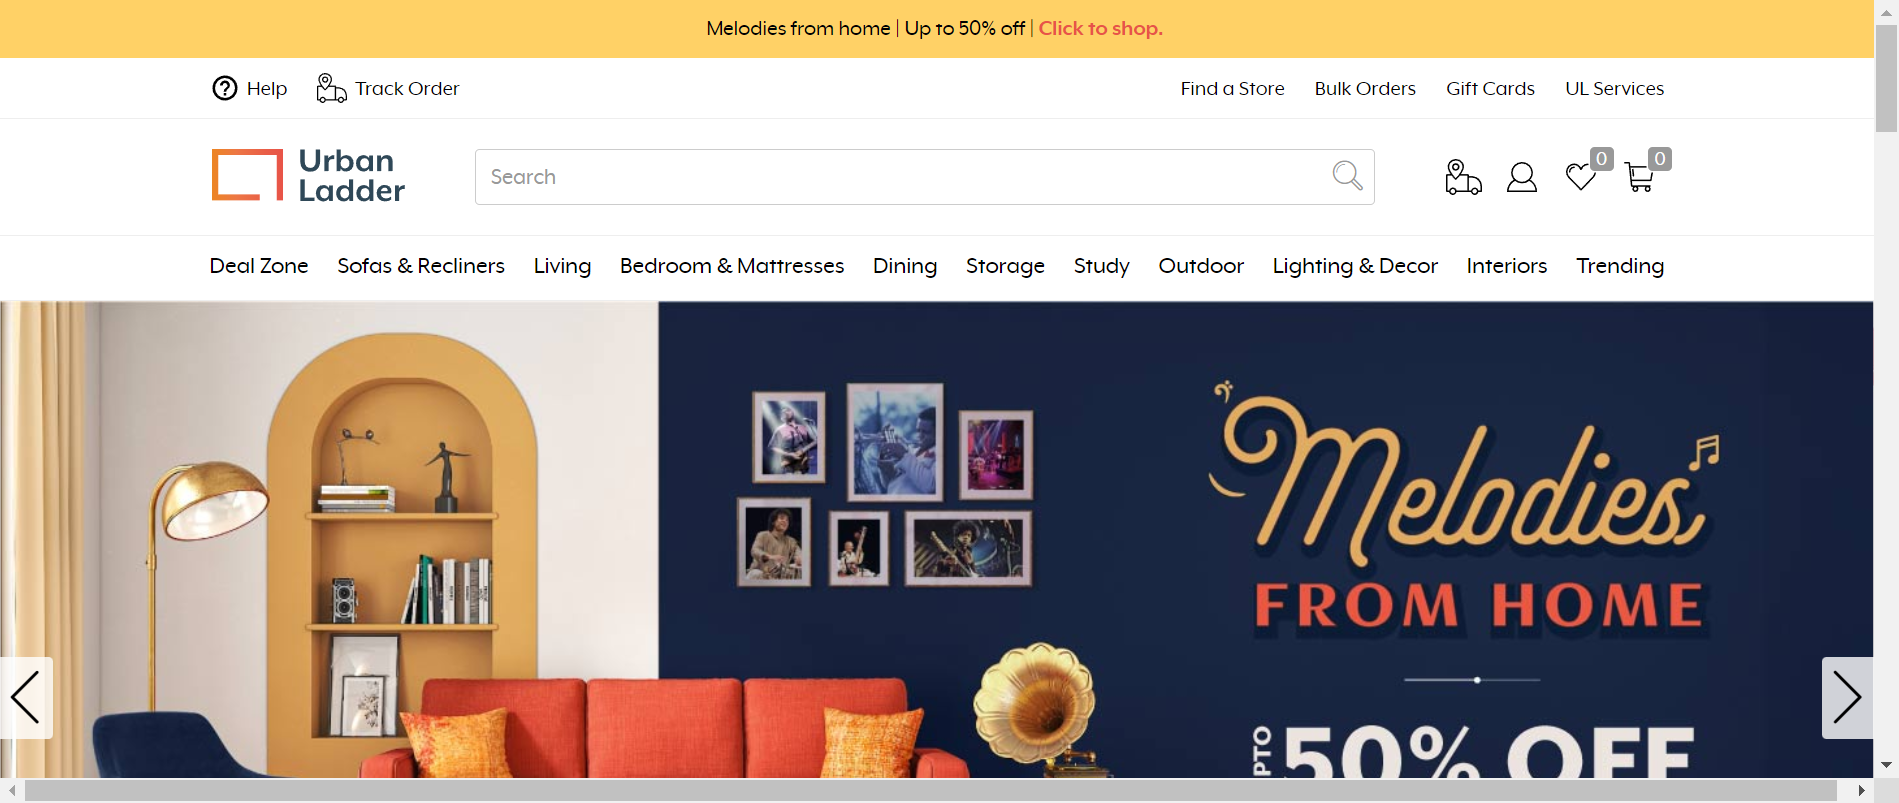 Melodies from home | Up to 50% off | Click to shop.
Help Track Order Find a Store Bulk Orders Gift Cards UL Services
Urban
Ladder
Search
0 0
Deal Zone Sofas & Recliners Living Bedroom & Mattresses Dining Storage Study Outdoor Lighting & Decor Interiors Trending
Melodies
FROM HOME
UPTO 50% OFF